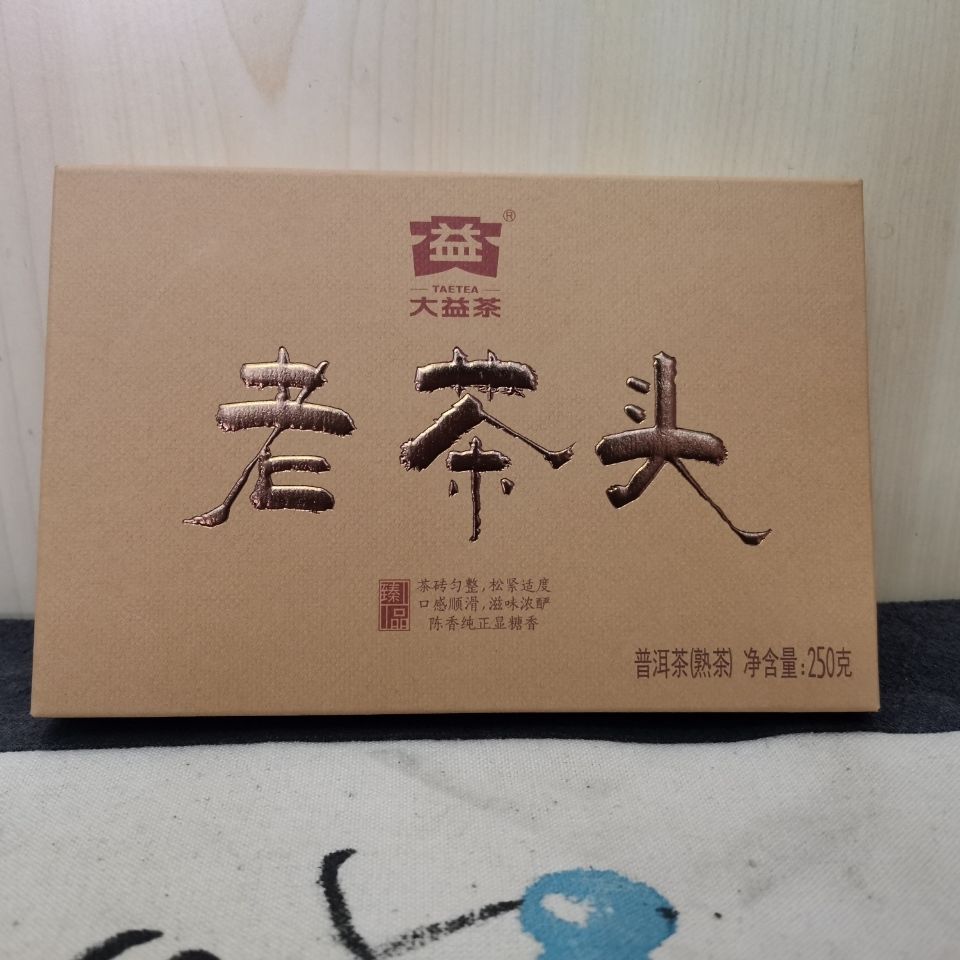 益®
TAETEA
大益茶
老茶头
臻品
茶砖匀整,松紧适度
口感顺滑,滋味浓酽
陈香纯正显糖香
普洱茶(熟茶) 净含量:250克